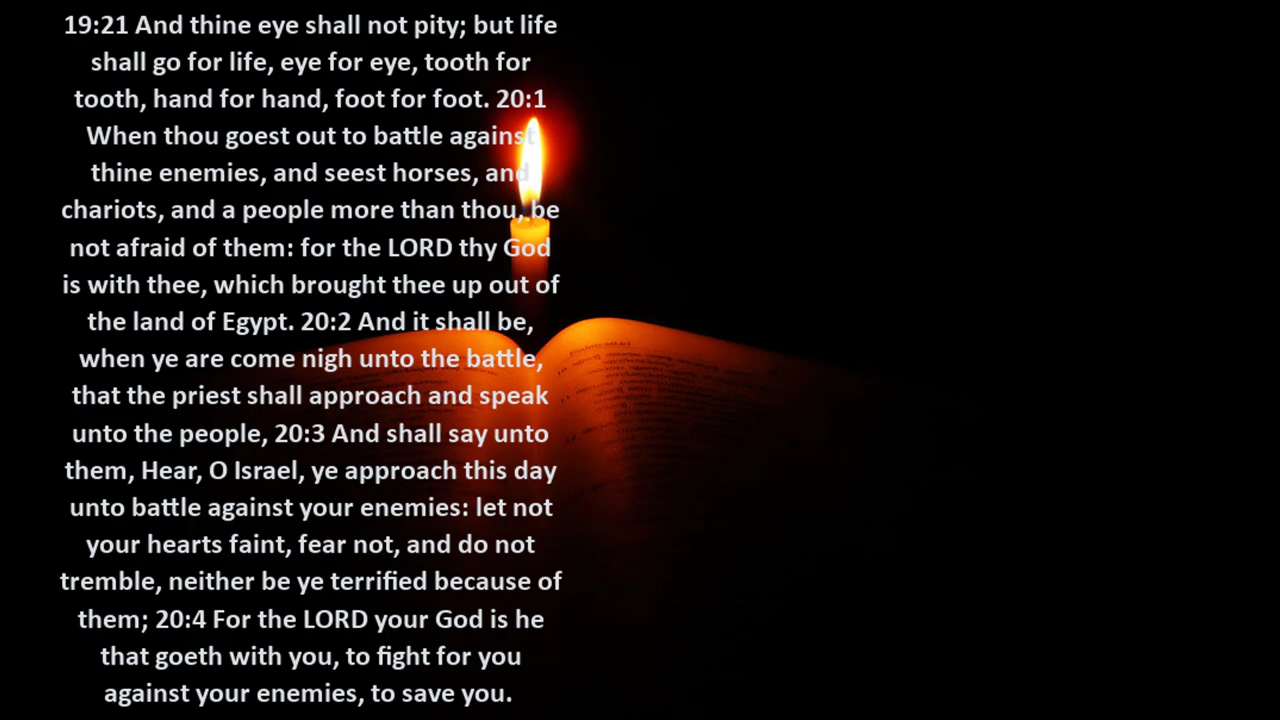 19:21 And thine eye shall not pity; but life
shall go for life, eye for eye, tooth for
tooth, hand for hand, foot for foot. 20:1
When thou goest out to battle against
thine enemies, and seest horses, and
chariots, and a people more than thou, be
not afraid of them: for the LORD thy God
is with thee, which brought thee up out of
the land of Egypt. 20:2 And it shall be,
when ye are come nigh unto the battle,
that the priest shall approach and speak
unto the people, 20:3 And shall say unto
them, Hear, O Israel, ye approach this day
unto battle against your enemies: let not
your hearts faint, fear not, and do not
tremble, neither be ye terrified because of
them; 20:4 For the LORD your God is he
that goeth with you, to fight for you
against your enemies, to save you.